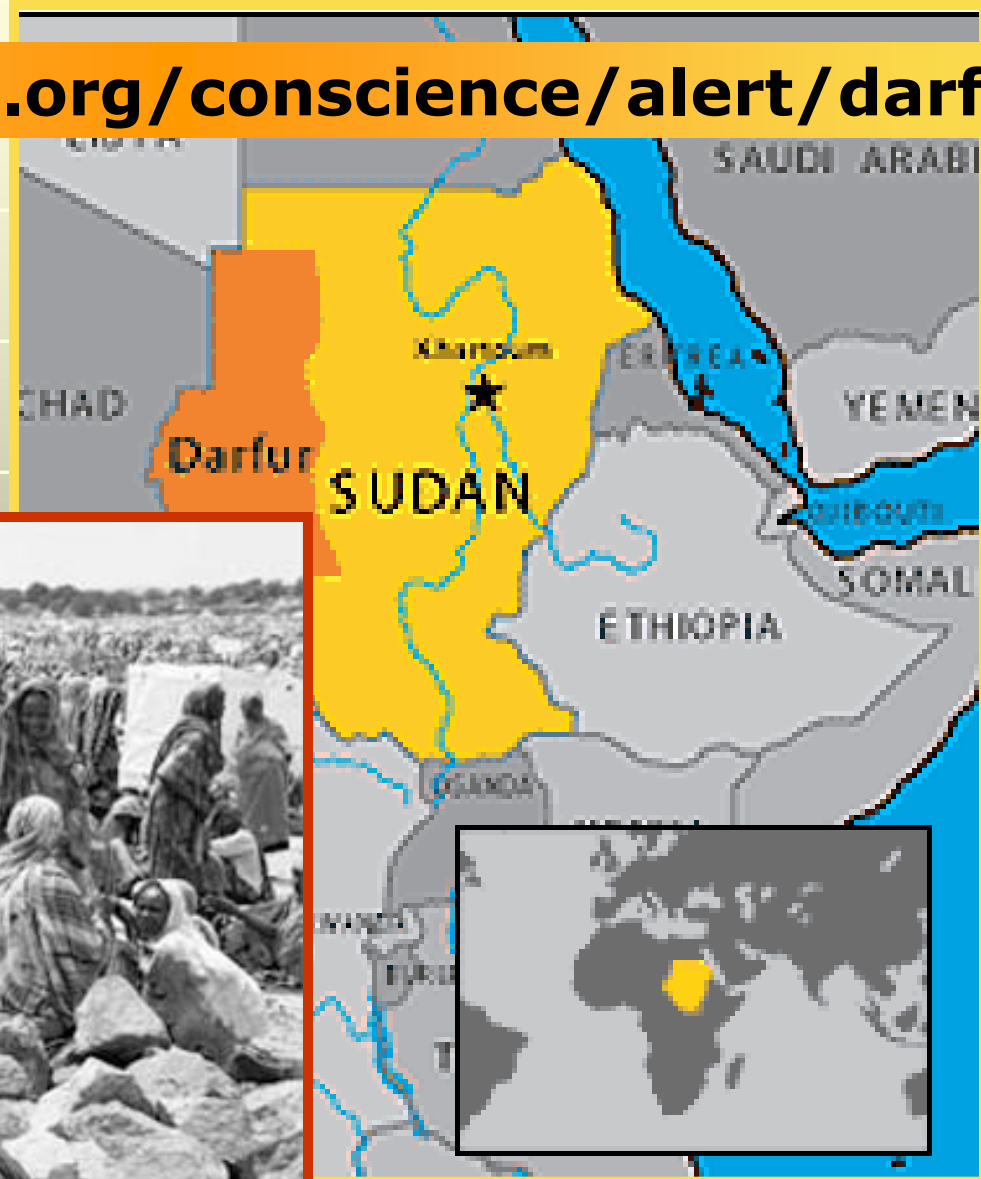 .org/conscience/alert/darf
SAUDI ARABI
Khartoum
ERITREA
CHAD
YEMEN
Darfur
SUDAN
DJIBOUTI
SOMAL
ETHIOPIA
UGANDA
T